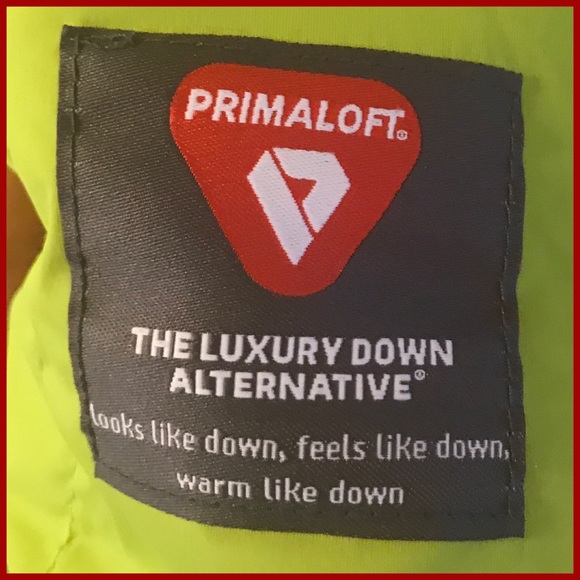 PRIMALOFT®
THE LUXURY DOWN
ALTERNATIVE®
looks like down, feels like down,
warm like down